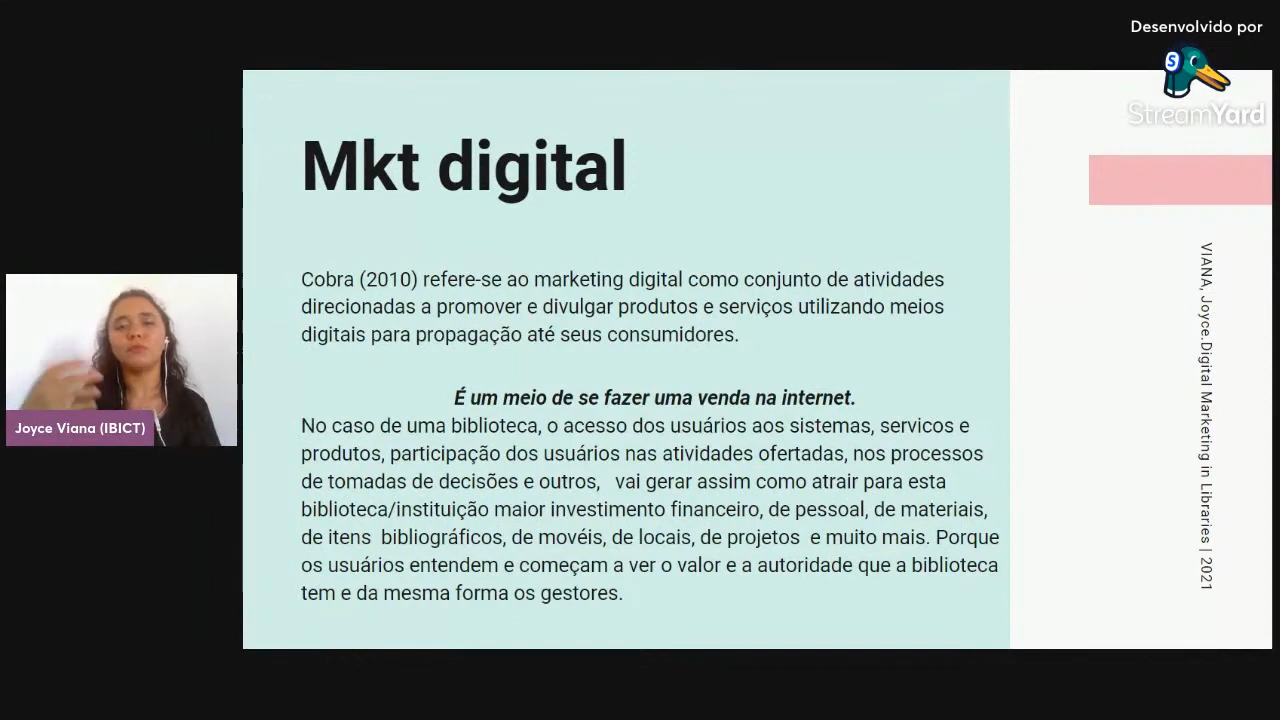 Desenvolvido por
StreamYard
Mkt digital
Cobra (2010) refere-se ao marketing digital como conjunto de atividades
direcionadas a promover e divulgar produtos e serviços utilizando meios
digitais para propagação até seus consumidores.
É um meio de se fazer uma venda na internet.
No caso de uma biblioteca, o acesso dos usuários aos sistemas, servicos e
produtos, participação dos usuários nas atividades ofertadas, nos processos
de tomadas de decisões e outros, vai gerar assim como atrair para esta
biblioteca/instituição maior investimento financeiro, de pessoal, de materiais,
de itens bibliográficos, de movéis, de locais, de projetos e muito mais. Porque
os usuários entendem e começam a ver o valor e a autoridade que a biblioteca
tem e da mesma forma os gestores.
VIANA, Joyce.Digital Marketing in Libraries | 2021
Joyce Viana (IBICT)